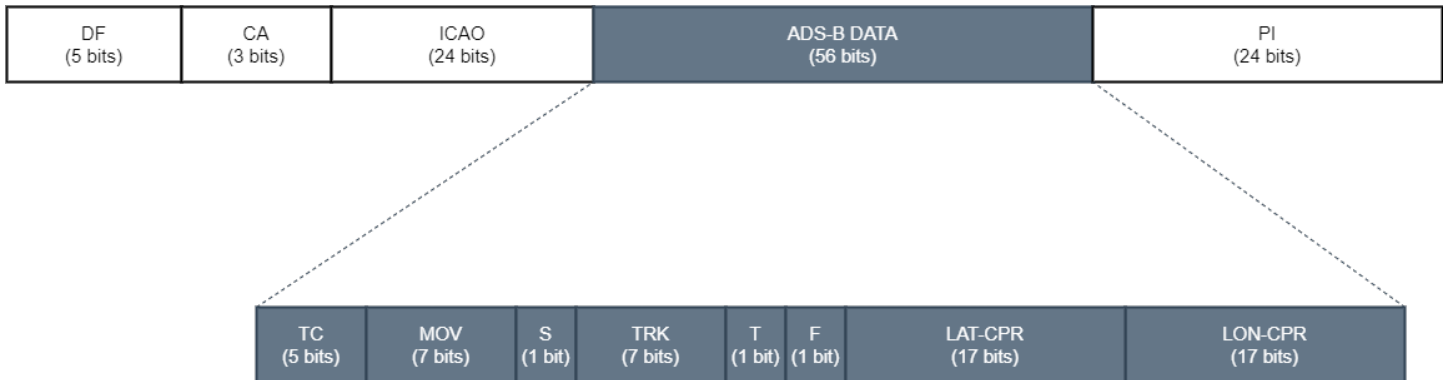 DF
(5 bits)
CA
(3 bits)
ICAO
(24 bits)
ADS-B DATA
(56 bits)
PI
(24 bits)
TC
(5 bits)
MOV
(7 bits)
S
(1 bit)
TRK
(7 bits)
T
(1 bit)
F
(1 bit)
LAT-CPR
(17 bits)
LON-CPR
(17 bits)